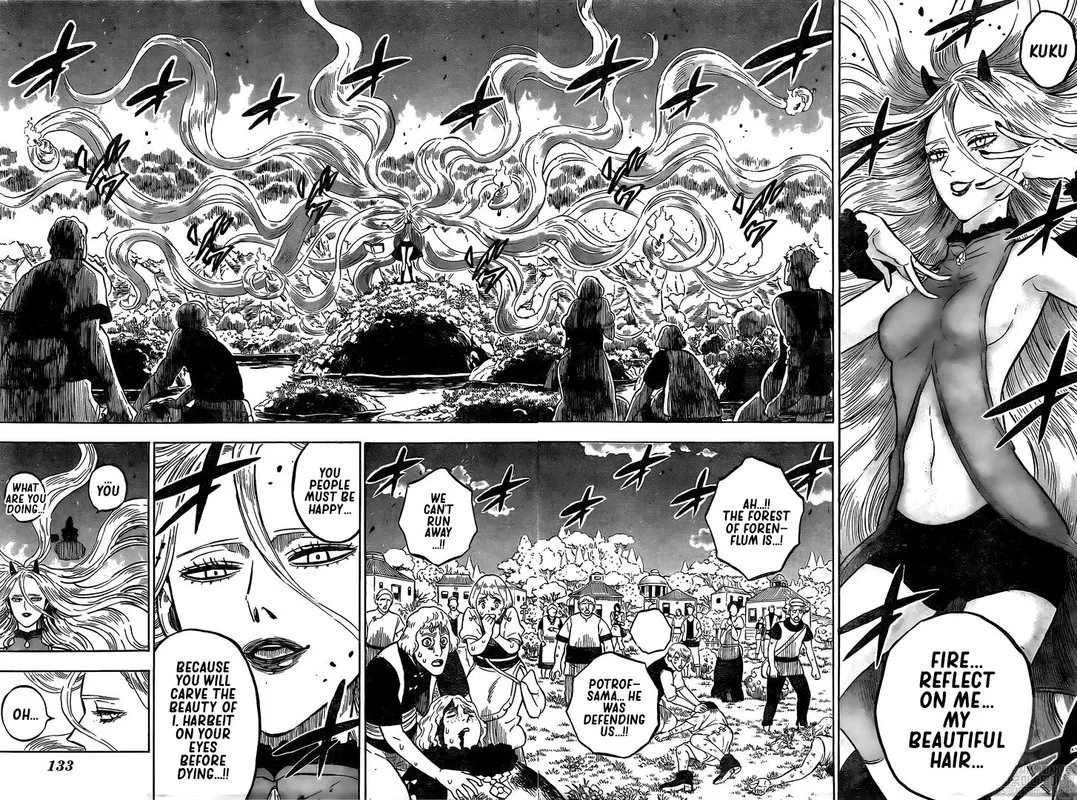 KUKU
FIRE...
REFLECT
ON ME...
MY
BEAUTIFUL
HAIR...
AH...!!
THE FOREST
OF FOREN-
FLUM IS...!
WE
CAN'T
RUN
AWAY
...!!
POTROF-
SAMA... HE
WAS
DEFENDING
US...!!
YOU
PEOPLE
MUST BE
HAPPY...
BECAUSE
YOU WILL
CARVE THE
BEAUTY OF
I, HARBEIT
ON YOUR
EYES
BEFORE
DYING...!!
...YOU
WHAT
ARE YOU
DOING..!
OH...
133